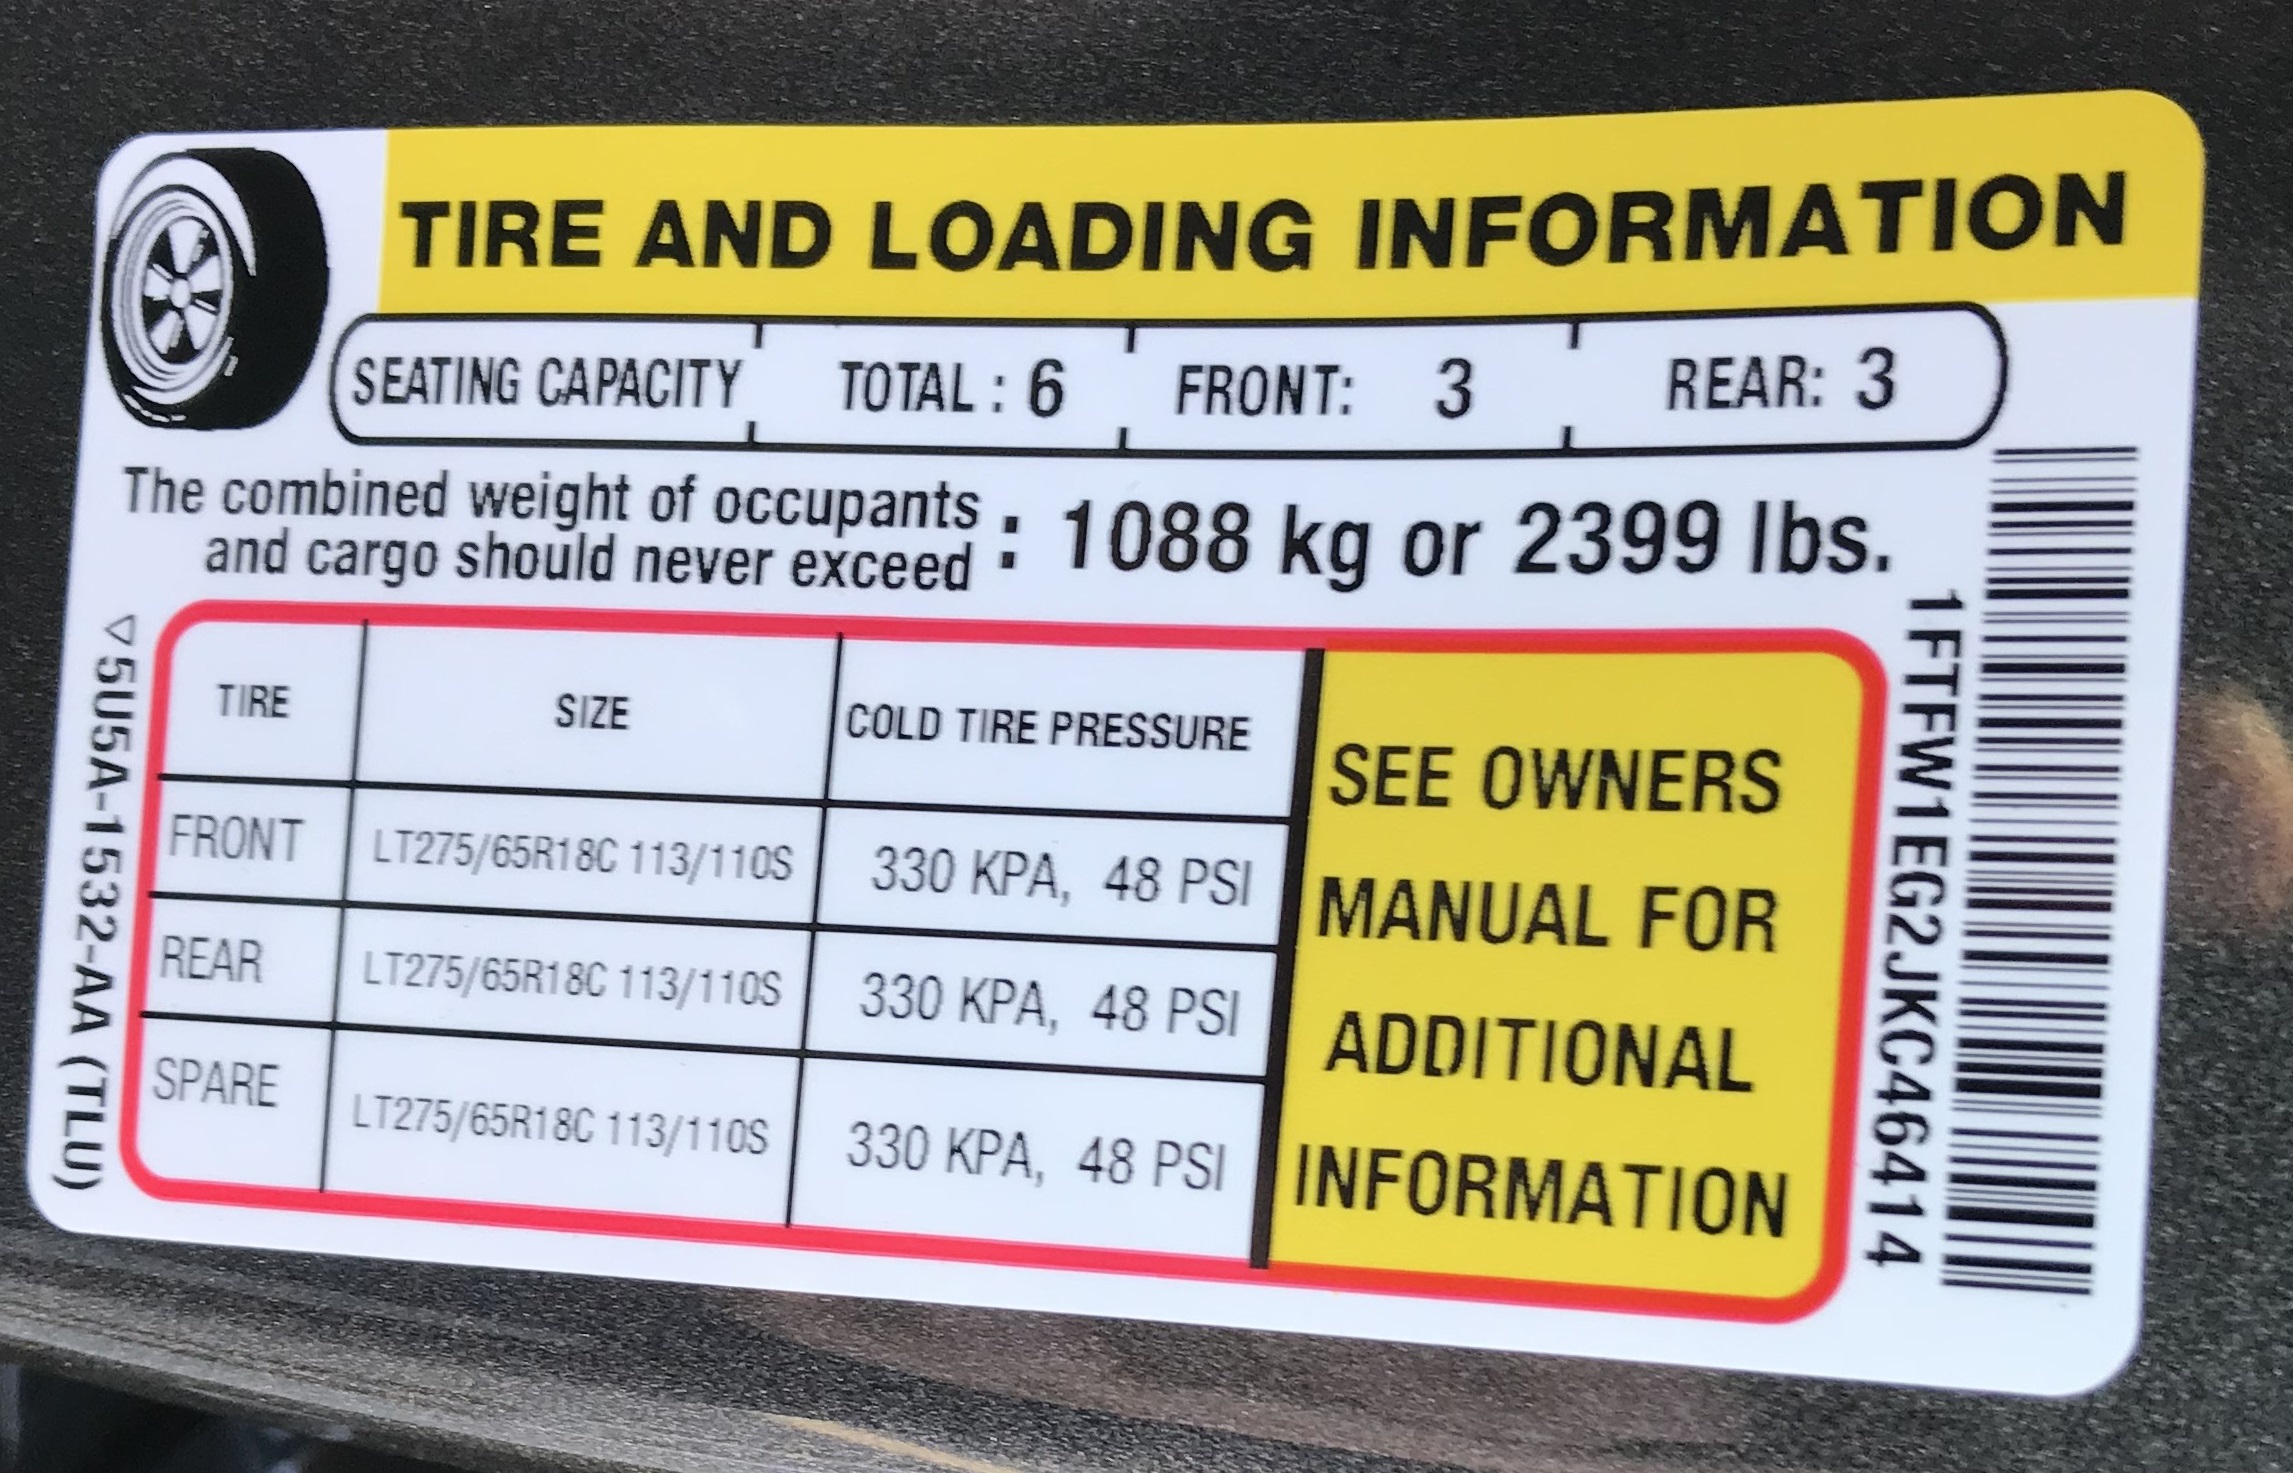 TIRE AND LOADING INFORMATION
SEATING CAPACITY TOTAL : 6 FRONT: 3 REAR: 3
The combined weight of occupants
and cargo should never exceed : 1088 kg or 2399 lbs.
TIRE SIZE COLD TIRE PRESSURE
FRONT LT275/65R18C 113/110S 330 KPA, 48 PSI
REAR LT275/65R18C 113/110S 330 KPA, 48 PSI
SPARE LT275/65R18C 113/110S 330 KPA, 48 PSI
SEE OWNERS
MANUAL FOR
ADDITIONAL
INFORMATION
▽5U5A-1532-AA (TLU)
1FTFW1EG2JKC46414